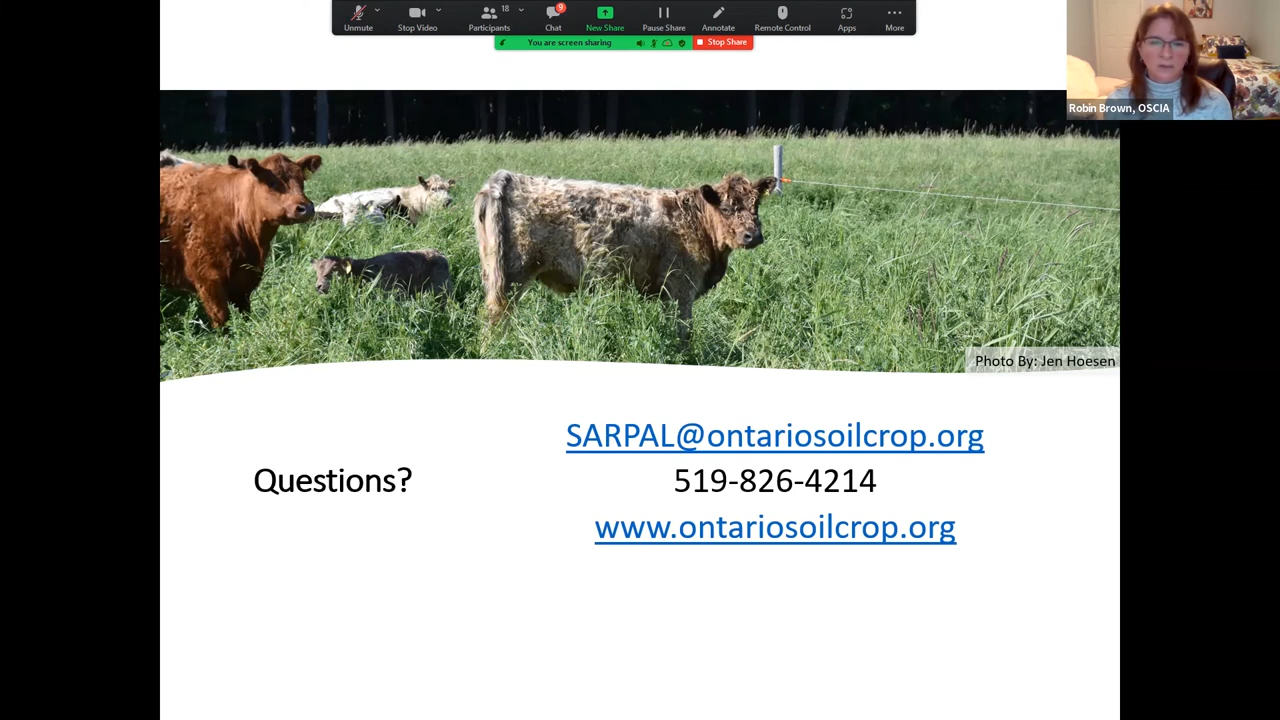 Unmute
Stop Video
Participants
18
Chat
9
New Share
Pause Share
Annotate
Remote Control
Apps
More
You are screen sharing
Stop Share
Robin Brown, OSCIA
Photo By: Jen Hoesen
SARPAL@ontariosoilcrop.org
Questions?
519-826-4214
www.ontariosoilcrop.org